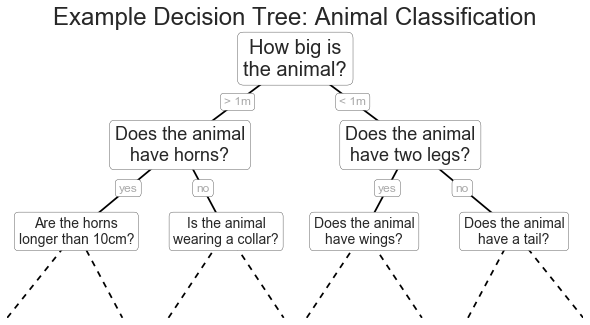 Example Decision Tree: Animal Classification
How big is
the animal?
> 1m
< 1m
Does the animal
have horns?
Does the animal
have two legs?
yes
no
yes
no
Are the horns
longer than 10cm?
Is the animal
wearing a collar?
Does the animal
have wings?
Does the animal
have a tail?